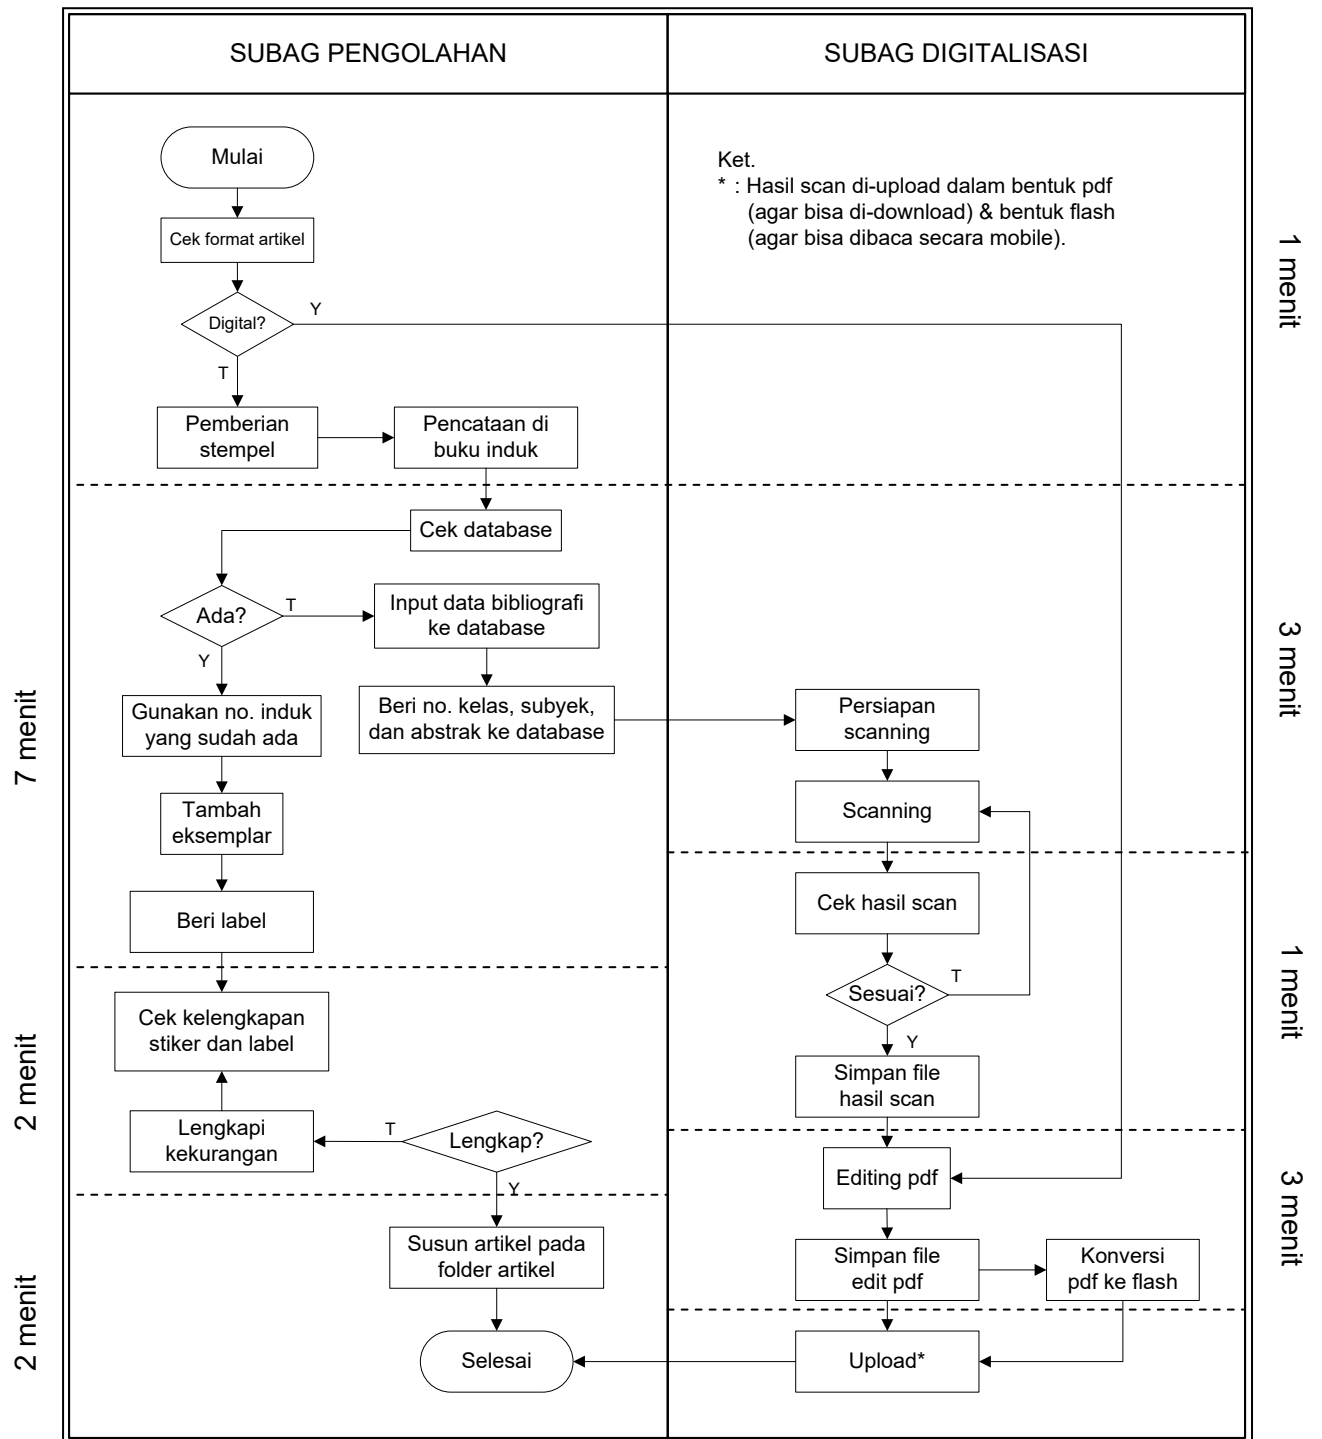 SUBAG PENGOLAHAN
SUBAG DIGITALISASI
Mulai
Ket.
* : Hasil scan di-upload dalam bentuk pdf
(agar bisa di-download) & bentuk flash
(agar bisa dibaca secara mobile).
Cek format artikel
1 menit
Digital?
Y
T
Pemberian
stempel
Pencataan di
buku induk
Cek database
Ada?
T
Y
Input data bibliografi
ke database
3 menit
7 menit
Gunakan no. induk
yang sudah ada
Beri no. kelas, subyek,
dan abstrak ke database
Persiapan
scanning
Tambah
eksemplar
Scanning
Beri label
Cek hasil scan
Sesuai?
T
Y
1 menit
Cek kelengkapan
stiker dan label
2 menit
Simpan file
hasil scan
Lengkapi
kekurangan
T
Lengkap?
Y
Editing pdf
3 menit
Susun artikel pada
folder artikel
Simpan file
edit pdf
Konversi
pdf ke flash
2 menit
Selesai
Upload*